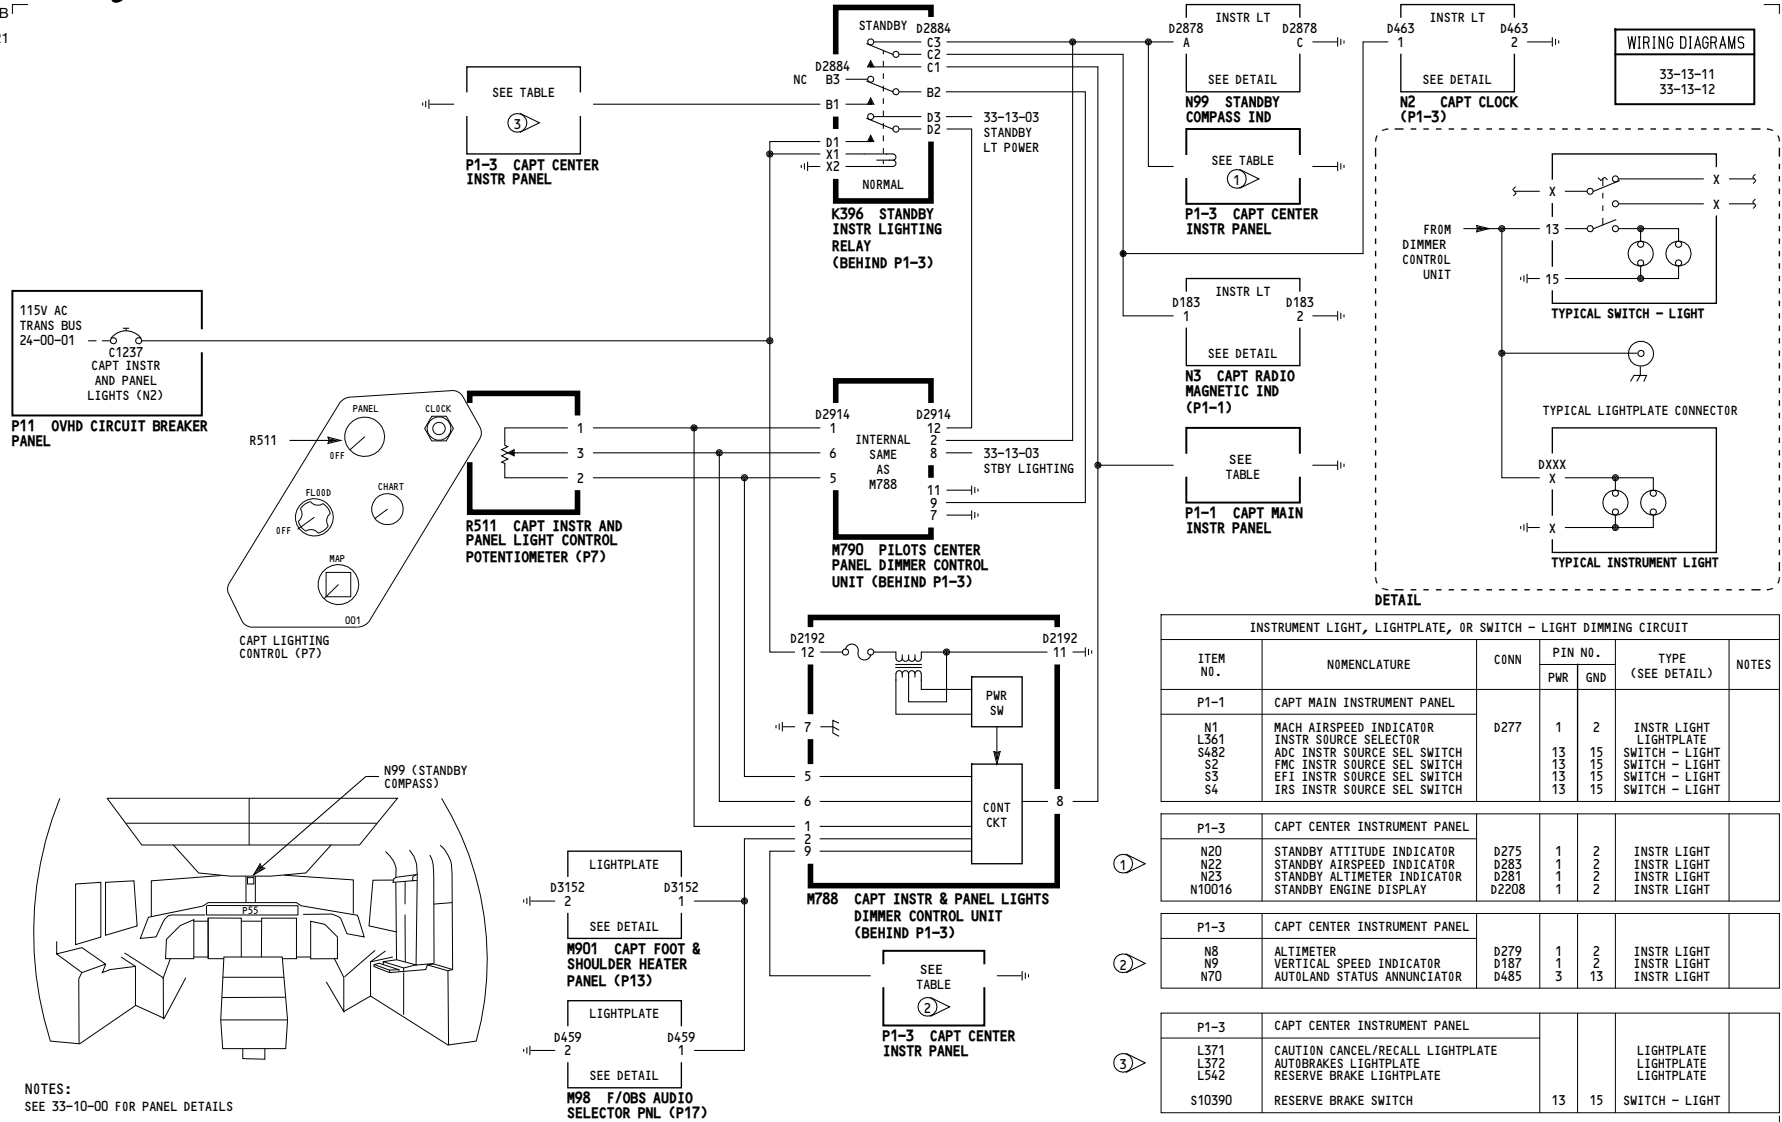 B
21
WIRING DIAGRAMS
33-13-11
33-13-12
SEE TABLE
3
P1-3 CAPT CENTER
INSTR PANEL
STANDBY
D2884
C3
C2
C1
D2884
NC B3
B2
B1
D3
D2
D1
X1
X2
NORMAL
33-13-03
STANDBY
LT POWER
K396 STANDBY
INSTR LIGHTING
RELAY
(BEHIND P1-3)
INSTR LT
D2878
A
D2878
C
SEE DETAIL
N99 STANDBY
COMPASS IND
INSTR LT
D463
1
D463
2
SEE DETAIL
N2 CAPT CLOCK
(P1-3)
SEE TABLE
1
P1-3 CAPT CENTER
INSTR PANEL
INSTR LT
D183
1
D183
2
SEE DETAIL
N3 CAPT RADIO
MAGNETIC IND
(P1-1)
SEE
TABLE
P1-1 CAPT MAIN
INSTR PANEL
X
X
X
FROM
DIMMER
CONTROL
UNIT
13
15
TYPICAL SWITCH - LIGHT
TYPICAL LIGHTPLATE CONNECTOR
DXXX
X
X
TYPICAL INSTRUMENT LIGHT
DETAIL
115V AC
TRANS BUS
24-00-01
C1237
CAPT INSTR
AND PANEL
LIGHTS (N2)
P11 OVHD CIRCUIT BREAKER
PANEL
R511
PANEL
OFF
CLOCK
FLOOD
OFF
CHART
MAP
001
CAPT LIGHTING
CONTROL (P7)
1
3
2
R511 CAPT INSTR AND
PANEL LIGHT CONTROL
POTENTIOMETER (P7)
D2914
1
6
5
INTERNAL
SAME
AS
M788
D2914
12
2
8
11
9
7
33-13-03
STBY LIGHTING
M790 PILOTS CENTER
PANEL DIMMER CONTROL
UNIT (BEHIND P1-3)
D2192
12
D2192
11
PWR
SW
7
5
6
1
2
9
CONT
CKT
8
M788 CAPT INSTR & PANEL LIGHTS
DIMMER CONTROL UNIT
(BEHIND P1-3)
N99 (STANDBY
COMPASS)
P55
LIGHTPLATE
D3152
2
D3152
1
SEE DETAIL
M901 CAPT FOOT &
SHOULDER HEATER
PANEL (P13)
LIGHTPLATE
D459
2
D459
1
SEE DETAIL
M98 F/OBS AUDIO
SELECTOR PNL (P17)
SEE
TABLE
2
P1-3 CAPT CENTER
INSTR PANEL
NOTES:
SEE 33-10-00 FOR PANEL DETAILS
INSTRUMENT LIGHT, LIGHTPLATE, OR SWITCH - LIGHT DIMMING CIRCUIT
ITEM NO. NOMENCLATURE CONN PIN NO. PWR GND TYPE (SEE DETAIL) NOTES
P1-1 CAPT MAIN INSTRUMENT PANEL
N1 MACH AIRSPEED INDICATOR D277 1 2 INSTR LIGHT
L361 INSTR SOURCE SELECTOR LIGHTPLATE
S482 ADC INSTR SOURCE SEL SWITCH 13 15 SWITCH - LIGHT
S2 FMC INSTR SOURCE SEL SWITCH 13 15 SWITCH - LIGHT
S3 EFI INSTR SOURCE SEL SWITCH 13 15 SWITCH - LIGHT
S4 IRS INSTR SOURCE SEL SWITCH 13 15 SWITCH - LIGHT
1
P1-3 CAPT CENTER INSTRUMENT PANEL
N20 STANDBY ATTITUDE INDICATOR D275 1 2 INSTR LIGHT
N22 STANDBY AIRSPEED INDICATOR D283 1 2 INSTR LIGHT
N23 STANDBY ALTIMETER INDICATOR D281 1 2 INSTR LIGHT
N10016 STANDBY ENGINE DISPLAY D2208 1 2 INSTR LIGHT
2
P1-3 CAPT CENTER INSTRUMENT PANEL
N8 ALTIMETER D279 1 2 INSTR LIGHT
N9 VERTICAL SPEED INDICATOR D187 1 2 INSTR LIGHT
N70 AUTOLAND STATUS ANNUNCIATOR D485 3 13 INSTR LIGHT
3
P1-3 CAPT CENTER INSTRUMENT PANEL
L371 CAUTION CANCEL/RECALL LIGHTPLATE LIGHTPLATE
L372 AUTOBRAKES LIGHTPLATE LIGHTPLATE
L542 RESERVE BRAKE LIGHTPLATE LIGHTPLATE
S10390 RESERVE BRAKE SWITCH 13 15 SWITCH - LIGHT